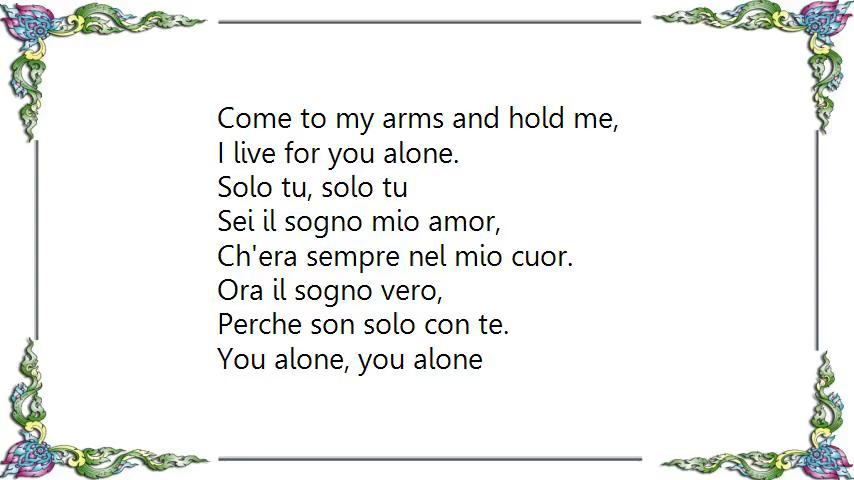 Come to my arms and hold me,
I live for you alone.
Solo tu, solo tu
Sei il sogno mio amor,
Ch'era sempre nel mio cuor.
Ora il sogno vero,
Perche son solo con te.
You alone, you alone